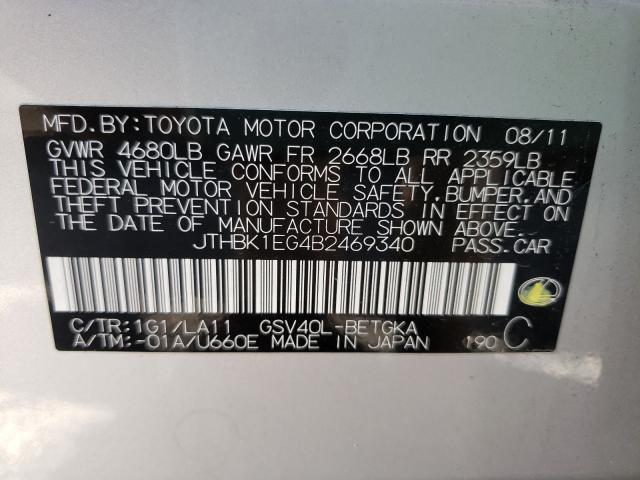 MFD. BY: TOYOTA MOTOR CORPORATION 08/11
GVWR 4680LB GAWR FR 2668LB RR 2359LB
THIS VEHICLE CONFORMS TO ALL APPLICABLE
FEDERAL MOTOR VEHICLE SAFETY, BUMPER, AND
THEFT PREVENTION STANDARDS IN EFFECT ON
THE DATE OF MANUFACTURE SHOWN ABOVE.
JTHBK1EG4B2469340 PASS. CAR
C/TR: 1G1/LA11 GSV40L-BETGKA
A/TM: -01A/U660E MADE IN JAPAN 190 C